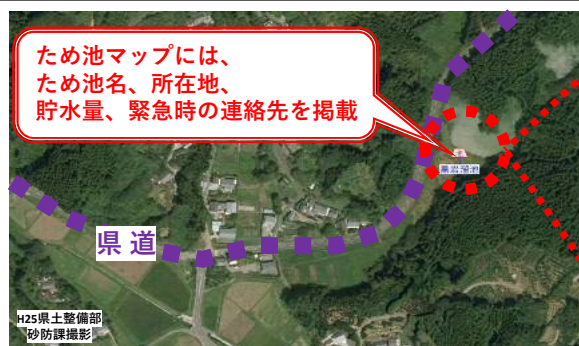 ため池マップには、
ため池名、所在地、
貯水量、緊急時の連絡先を掲載
県道
H25県土整備部
砂防課撮影